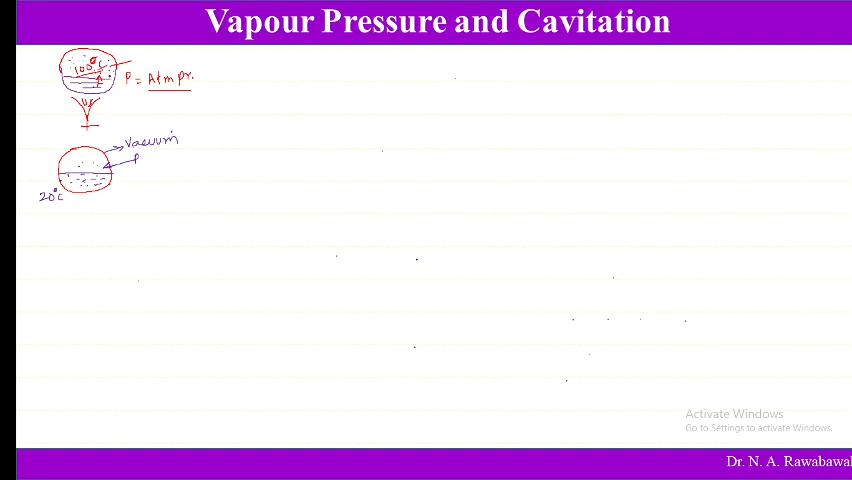 Vapour Pressure and Cavitation
100°C
P = Atm pr.
Vacuum
P
20°C
Activate Windows
Go to Settings to activate Windows.
Dr. N. A. Rawabawal